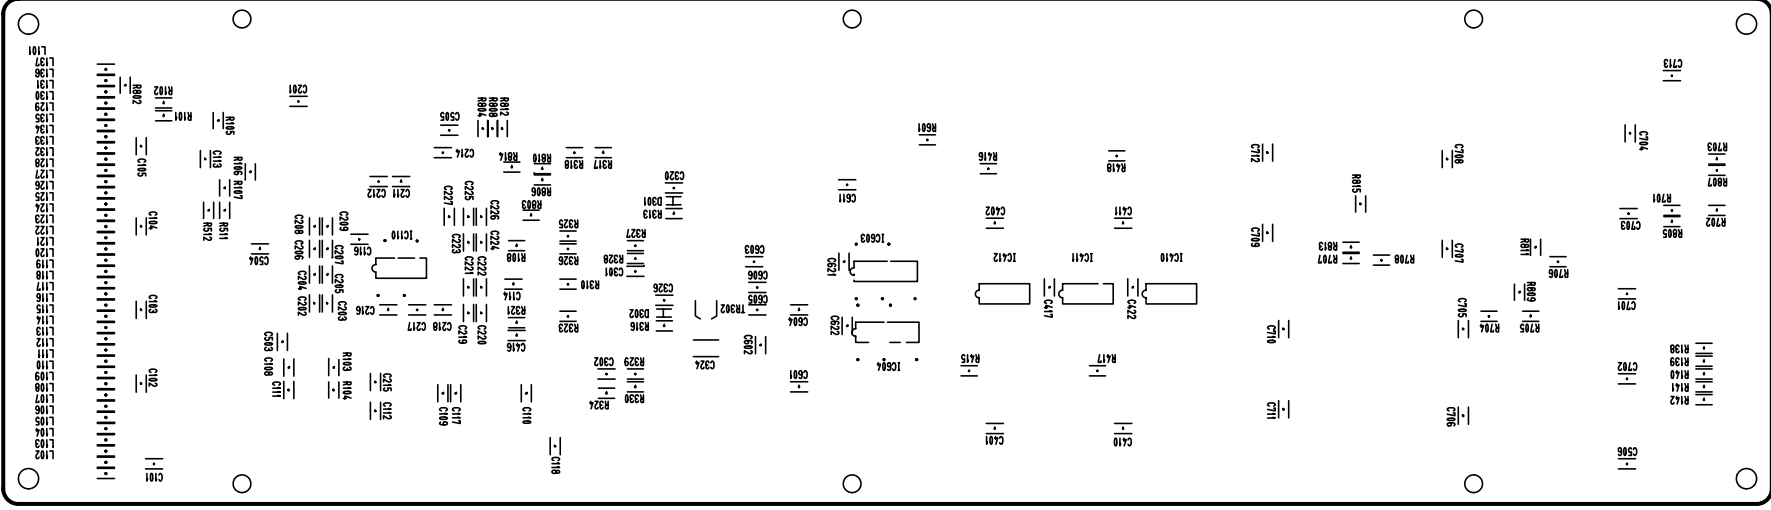 L101
L137
L136
L131
L130
L129
L135
L134
L133
L132
L128
L127
L126
L125
L124
L123
L122
L121
L120
L119
L118
L117
L116
L115
L114
L113
L112
L111
L110
L109
L108
L107
L106
L105
L104
L103
L102
R802
R102
R101
C105
C104
C103
C102
C101
R105
C113
R106
R107
R512
R511
C504
C201
C208
C209
C206
C207
C204
C205
C202
C203
C116
C503
C108
C111
R103
R104
C215
C112
C212
C211
IC110
C216
C217
C218
C109
C117
C505
C214
R804
R808
R812
R814
R810
R806
R803
C227
C225
C226
C223
C224
C221
C222
C219
C220
R108
C114
R321
C416
C110
C118
R318
R317
R325
R326
R310
R323
R327
R328
C301
C302
R329
R324
R330
C320
D301
R313
C326
D302
R316
TR302
C324
C603
C606
C605
C602
C604
C601
C611
C621
IC603
C622
IC604
R601
R416
C402
IC412
R415
C401
C417
IC411
R418
C411
C422
IC410
R417
C410
C712
C709
C710
C711
R815
R813
R707
R708
C708
C707
C705
C706
R704
R809
R705
R811
R706
C713
C704
R703
R807
R701
C703
R805
R702
C701
C702
C506
R138
R139
R140
R141
R142